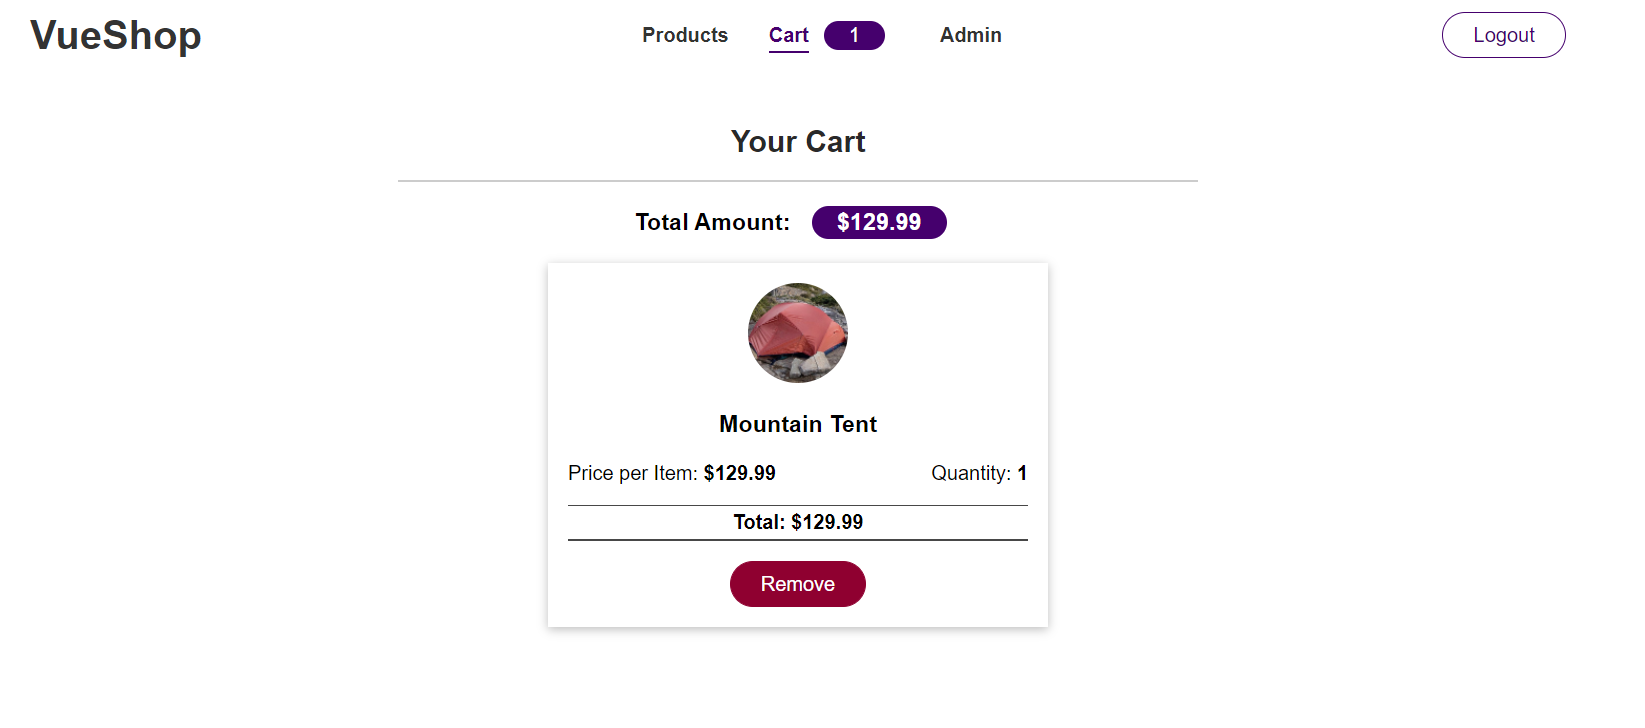 VueShop
Products Cart 1 Admin
Logout
Your Cart
Total Amount: $129.99
Mountain Tent
Price per Item: $129.99 Quantity: 1
Total: $129.99
Remove